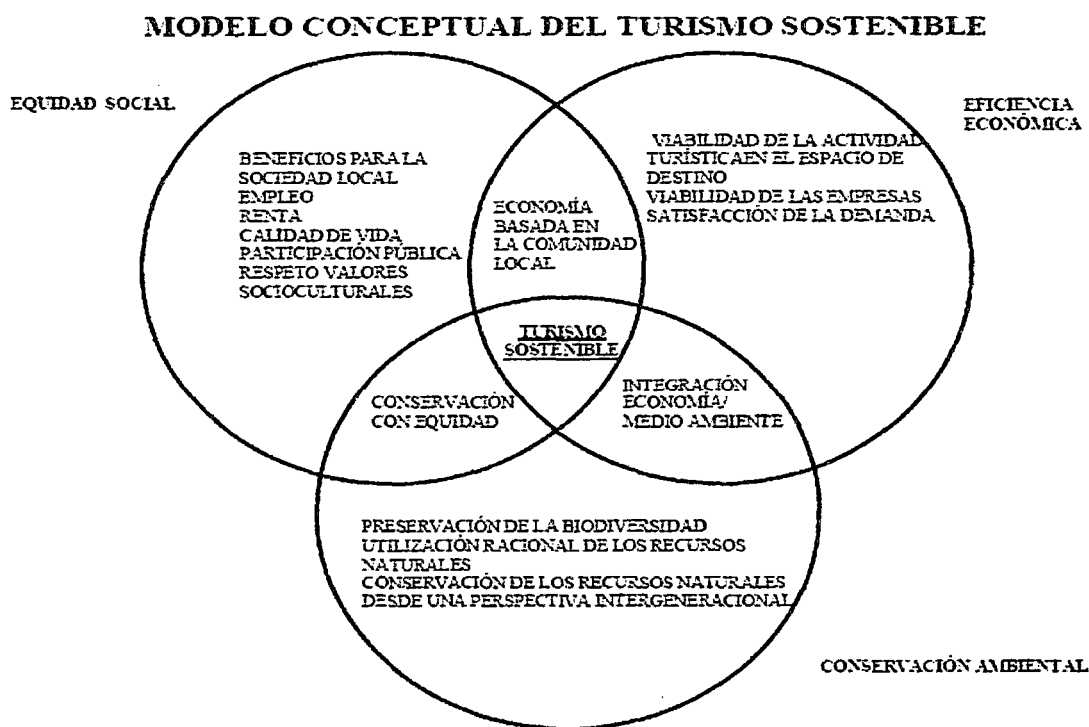 MODELO CONCEPTUAL DEL TURISMO SOSTENIBLE
EQUIDAD SOCIAL
EFICIENCIA
ECONÓMICA
BENEFICIOS PARA LA
SOCIEDAD LOCAL
EMPLEO
RENTA
CALIDAD DE VIDA
PARTICIPACIÓN PÚBLICA
RESPETO VALORES
SOCIOCULTURALES
ECONOMÍA
BASADA EN
LA COMUNIDAD
LOCAL
VIABILIDAD DE LA ACTIVIDAD
TURÍSTICAEN EL ESPACIO DE
DESTINO
VIABILIDAD DE LAS EMPRESAS
SATISFACCIÓN DE LA DEMANDA
TURISMO
SOSTENIBLE
CONSERVACIÓN
CON EQUIDAD
INTEGRACIÓN
ECONOMÍA/
MEDIO AMBIENTE
PRESERVACIÓN DE LA BIODIVERSIDAD
UTILIZACIÓN RACIONAL DE LOS RECURSOS
NATURALES
CONSERVACIÓN DE LOS RECURSOS NATURALES
DESDE UNA PERSPECTIVA INTERGENERACIONAL
CONSERVACIÓN AMBIENTAL